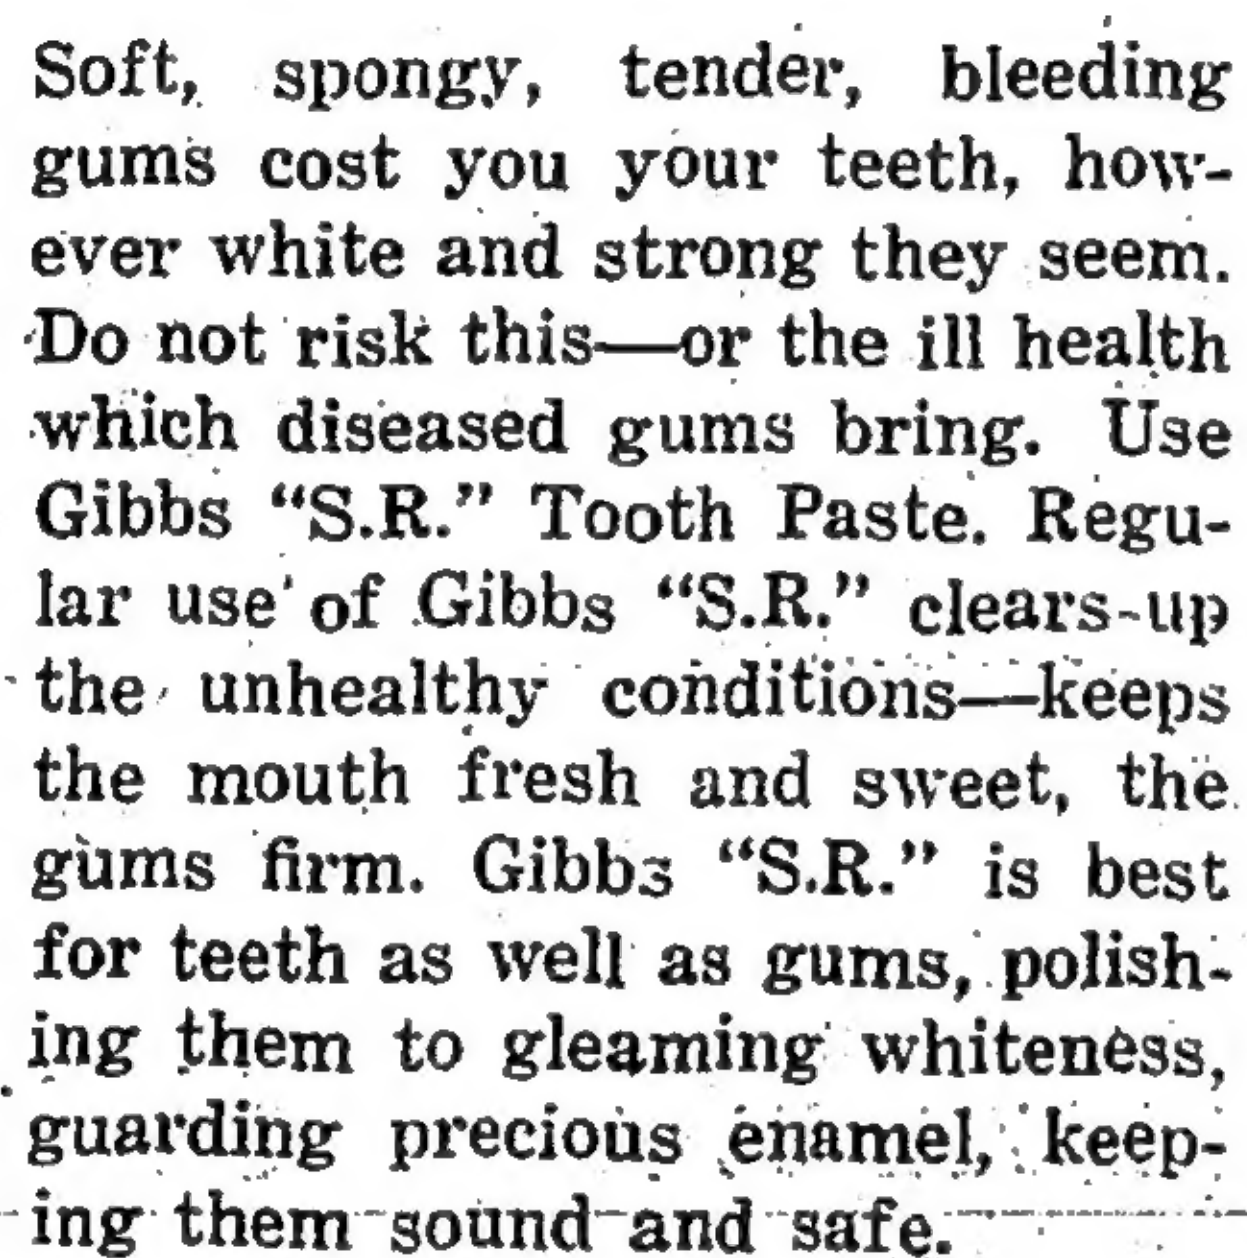 Soft, spongy, tender, bleeding
gums cost you your teeth, how-
ever white and strong they seem.
Do not risk this—or the ill health
which diseased gums bring. Use
Gibbs “S.R.” Tooth Paste. Regu-
lar use of Gibbs “S.R.” clears-up
the unhealthy conditions—keeps
the mouth fresh and sweet, the
gums firm. Gibbs “S.R.” is best
for teeth as well as gums, polish-
ing them to gleaming whiteness,
guarding precious enamel, keep-
ing them sound and safe.